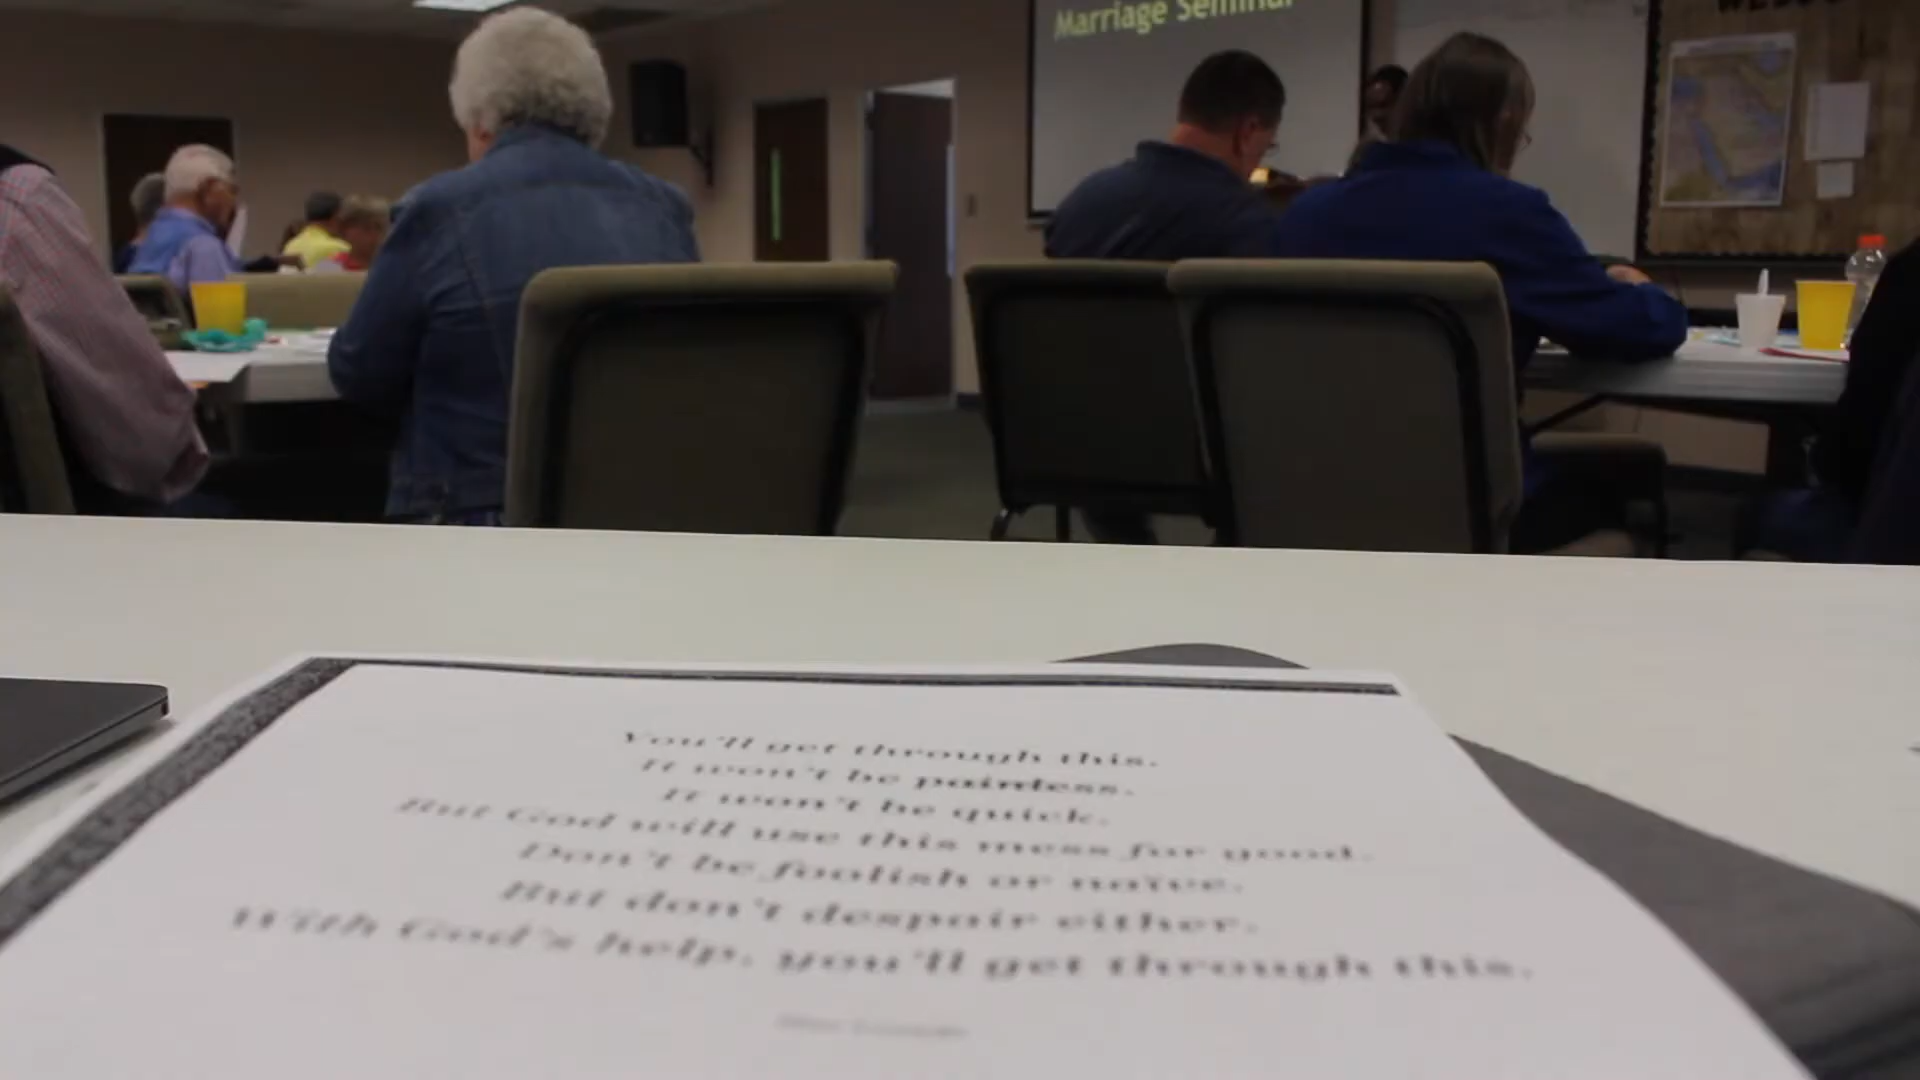 Marriage Seminar
You'll get through this.
It won't be painless.
It won't be quick.
But God will use this mess for good.
Don't be foolish or naïve.
But don't despair either.
With God's help, you'll get through this.